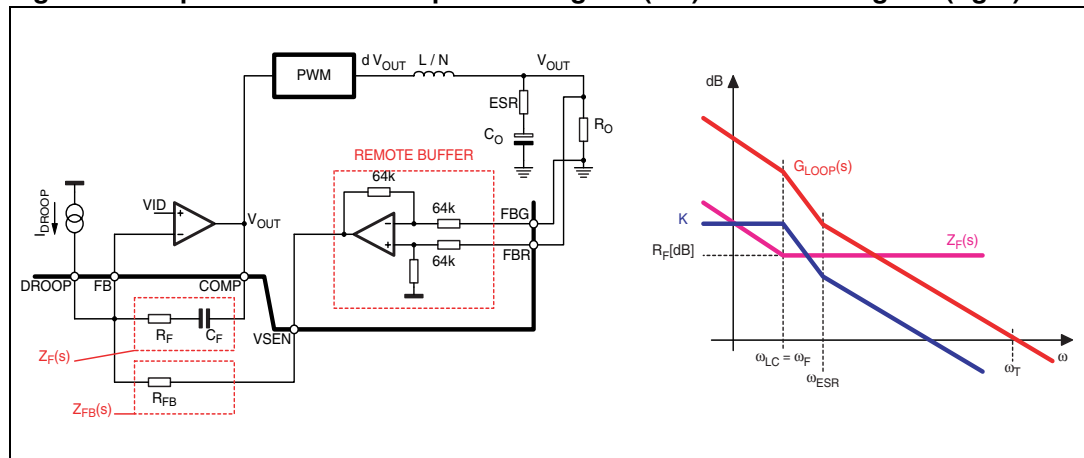 PWM
d V_OUT
L / N
V_OUT
ESR
C_O
R_O
REMOTE BUFFER
64k
64k
64k
FBG
FBR
I_DROOP
VID
+
–
V_OUT
–
+
DROOP
FB
COMP
VSEN
R_F
C_F
Z_F(s)
R_FB
Z_FB(s)
dB
G_LOOP(s)
K
Z_F(s)
R_F[dB]
ω_LC = ω_F
ω_ESR
ω_T
ω